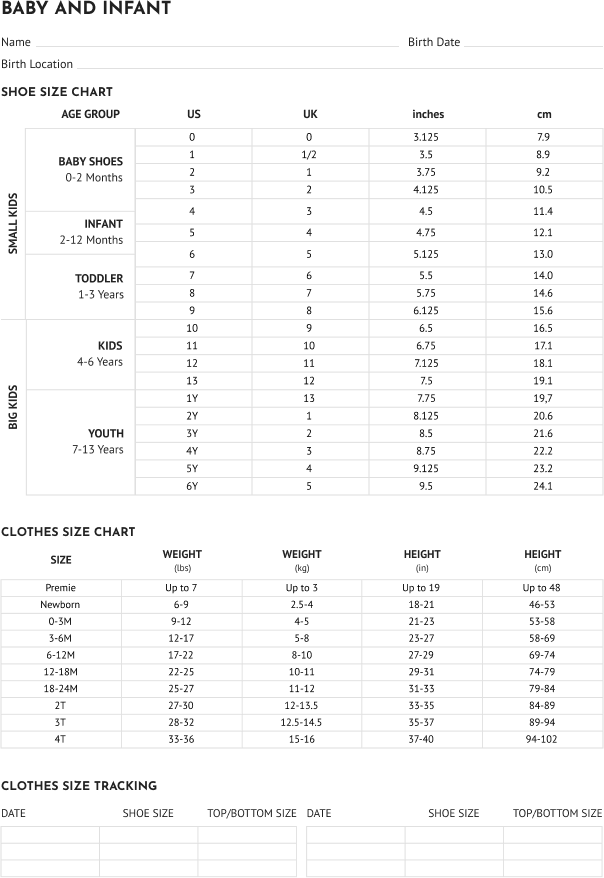 BABY AND INFANT
Name Birth Date
Birth Location
SHOE SIZE CHART
AGE GROUP US UK inches cm
SMALL KIDS
BABY SHOES
0-2 Months
0 0 3.125 7.9
1 1/2 3.5 8.9
2 1 3.75 9.2
3 2 4.125 10.5
4 3 4.5 11.4
INFANT
2-12 Months
5 4 4.75 12.1
6 5 5.125 13.0
TODDLER
1-3 Years
7 6 5.5 14.0
8 7 5.75 14.6
9 8 6.125 15.6
BIG KIDS
KIDS
4-6 Years
10 9 6.5 16.5
11 10 6.75 17.1
12 11 7.125 18.1
13 12 7.5 19.1
YOUTH
7-13 Years
1Y 13 7.75 19,7
2Y 1 8.125 20.6
3Y 2 8.5 21.6
4Y 3 8.75 22.2
5Y 4 9.125 23.2
6Y 5 9.5 24.1
CLOTHES SIZE CHART
SIZE WEIGHT WEIGHT HEIGHT HEIGHT
(lbs) (kg) (in) (cm)
Premie Up to 7 Up to 3 Up to 19 Up to 48
Newborn 6-9 2.5-4 18-21 46-53
0-3M 9-12 4-5 21-23 53-58
3-6M 12-17 5-8 23-27 58-69
6-12M 17-22 8-10 27-29 69-74
12-18M 22-25 10-11 29-31 74-79
18-24M 25-27 11-12 31-33 79-84
2T 27-30 12-13.5 33-35 84-89
3T 28-32 12.5-14.5 35-37 89-94
4T 33-36 15-16 37-40 94-102
CLOTHES SIZE TRACKING
DATE SHOE SIZE TOP/BOTTOM SIZE DATE SHOE SIZE TOP/BOTTOM SIZE